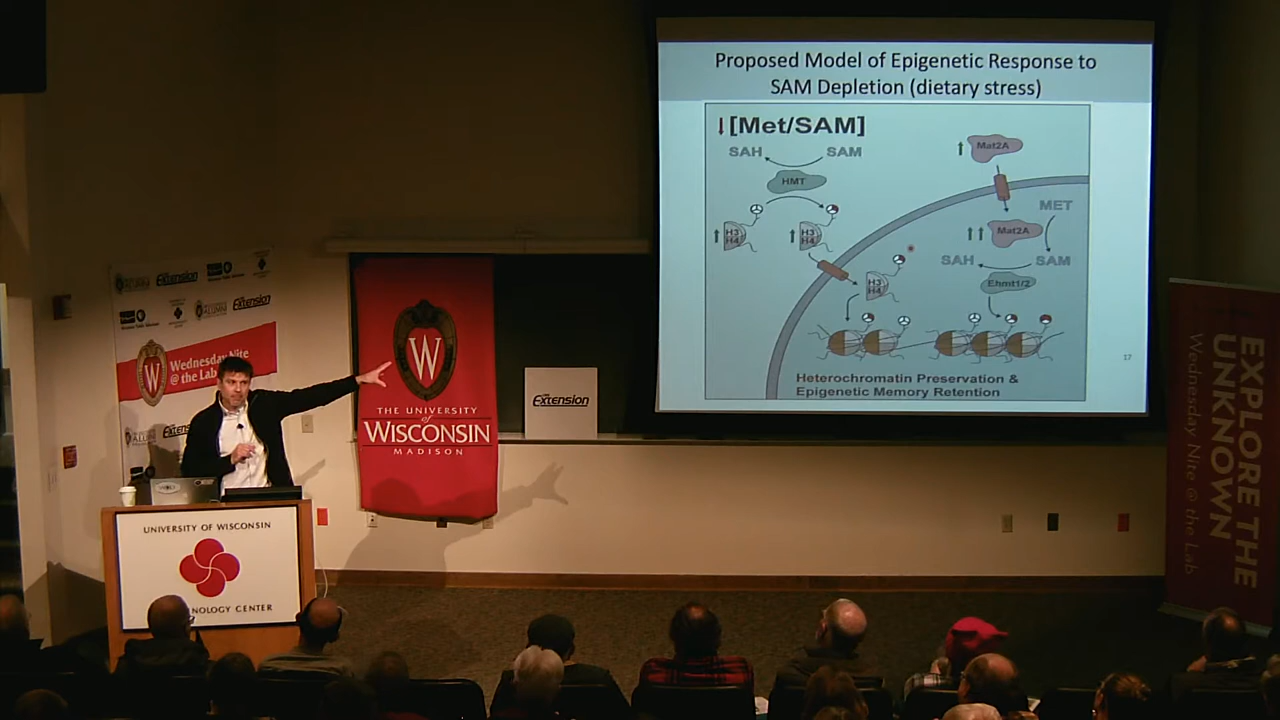 Proposed Model of Epigenetic Response to
SAM Depletion (dietary stress)
[Met/SAM]
SAH
SAM
HMT
H3
H4
H3
H4
Mat2A
MET
Mat2A
SAH
SAM
Ehmt1/2
H3
H4
Heterochromatin Preservation &
Epigenetic Memory Retention
17
Extension
Extension
Wednesday Nite
@ the Lab
W
THE UNIVERSITY
of
WISCONSIN
MADISON
Extension
UNIVERSITY OF WISCONSIN
NOLOGY CENTER
EXPLORE THE
UNKNOWN
Wednesday Nite @ the Lab